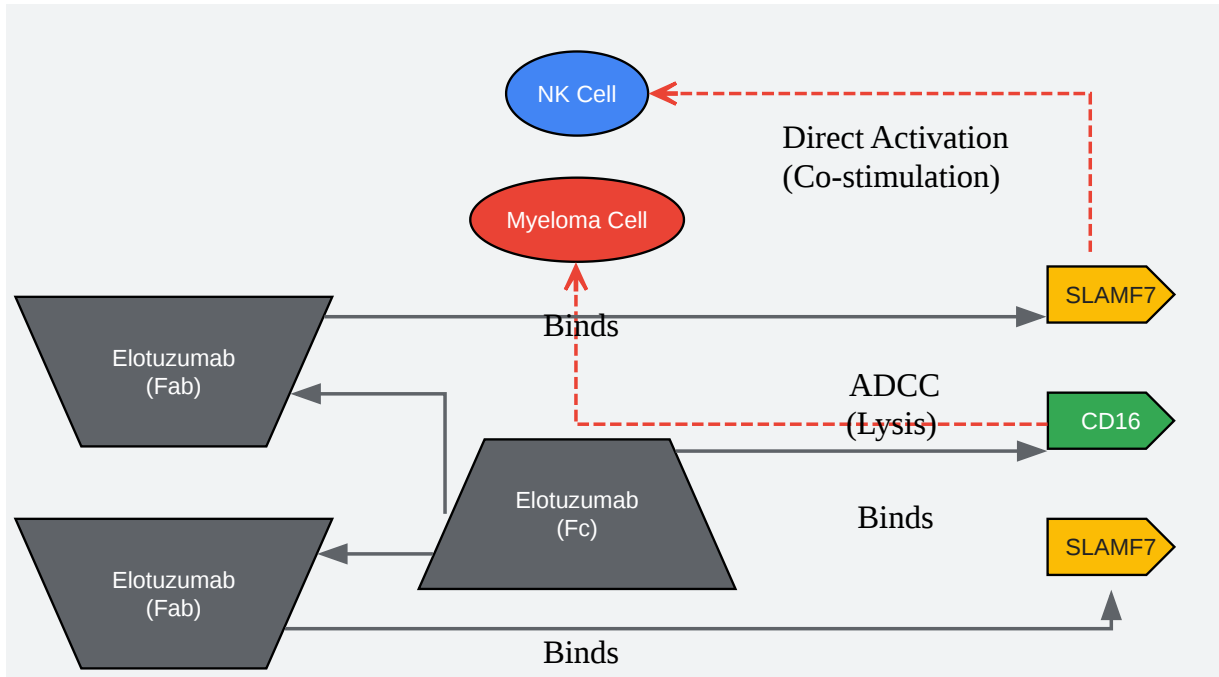 NK Cell
Direct Activation
(Co-stimulation)
Myeloma Cell
SLAMF7
Binds
Elotuzumab
(Fab)
ADCC
(Lysis)
CD16
Elotuzumab
(Fc)
Binds
SLAMF7
Elotuzumab
(Fab)
Binds